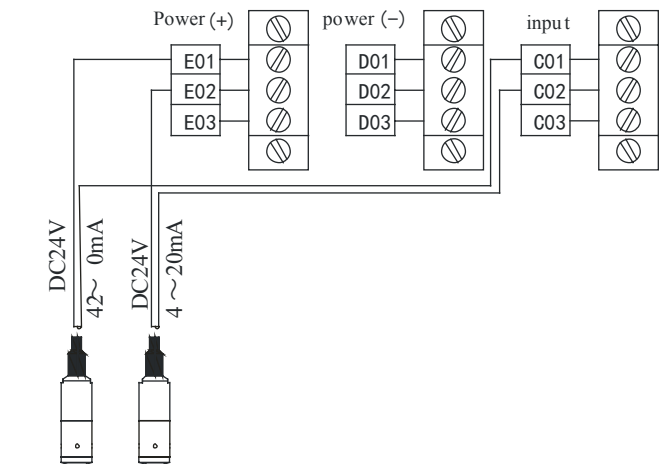 Power (+) power (−) input
E01 D01 C01
E02 D02 C02
E03 D03 C03
DC24V
42～ 0mA
DC24V
4 ～20mA